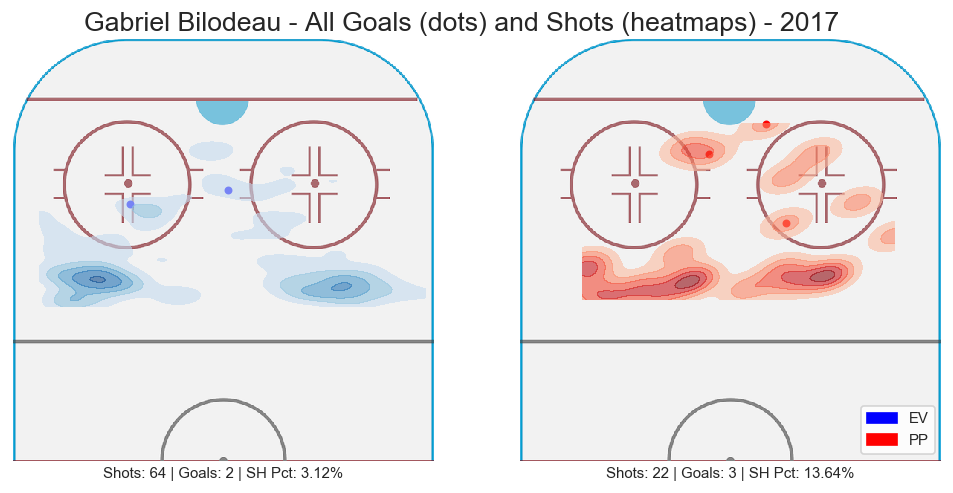 Gabriel Bilodeau - All Goals (dots) and Shots (heatmaps) - 2017
EV
PP
Shots: 64 | Goals: 2 | SH Pct: 3.12%
Shots: 22 | Goals: 3 | SH Pct: 13.64%